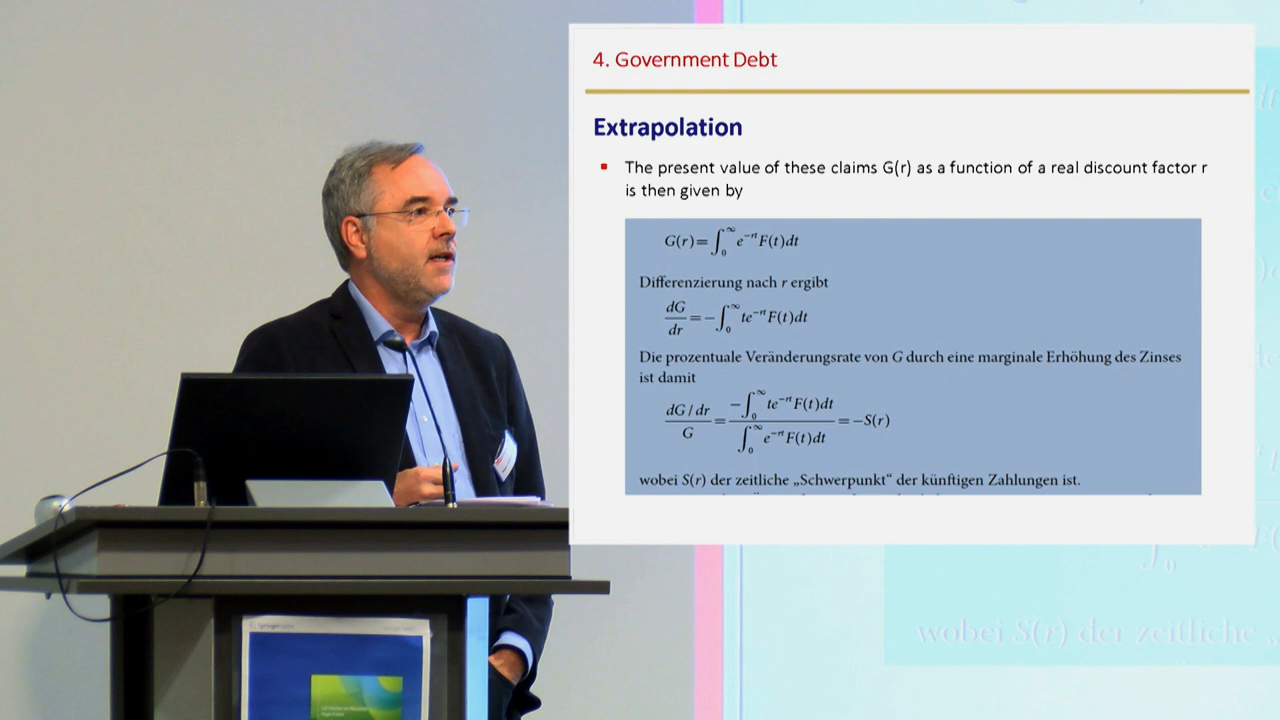 4. Government Debt
Extrapolation
▪ The present value of these claims G(r) as a function of a real discount factor r
is then given by
G(r)=∫₀^∞ e^{-rt}F(t)dt
Differenzierung nach r ergibt
dG/dr = -∫₀^∞ te^{-rt}F(t)dt
Die prozentuale Veränderungsrate von G durch eine marginale Erhöhung des Zinses
ist damit
(dG/dr)/G = (-∫₀^∞ te^{-rt}F(t)dt)/(∫₀^∞ e^{-rt}F(t)dt) = -S(r)
wobei S(r) der zeitliche „Schwerpunkt“ der künftigen Zahlungen ist.
wobei S(r) der zeitliche „